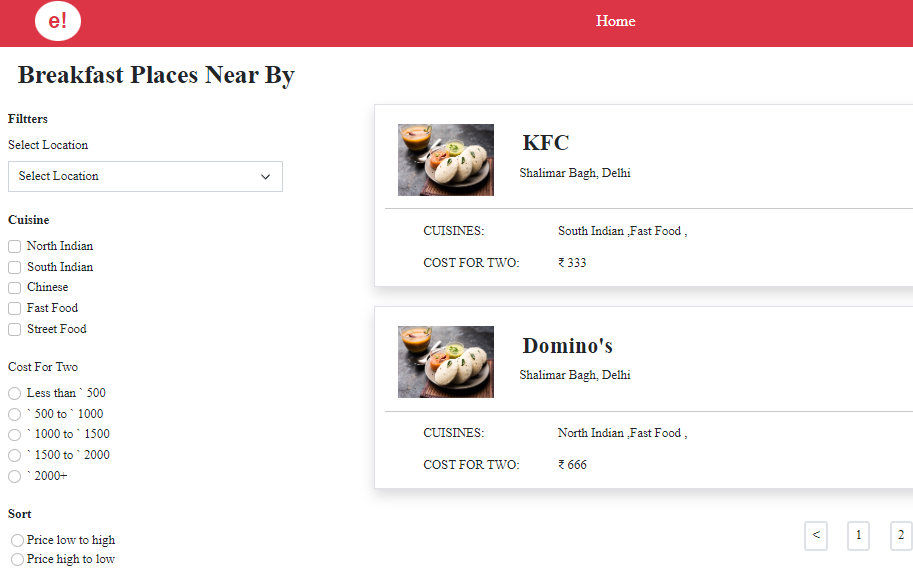 e!
Home
Breakfast Places Near By
Filtters
Select Location
Select Location
Cuisine
North Indian
South Indian
Chinese
Fast Food
Street Food
Cost For Two
Less than ` 500
` 500 to ` 1000
` 1000 to ` 1500
` 1500 to ` 2000
` 2000+
Sort
Price low to high
Price high to low
KFC
Shalimar Bagh, Delhi
CUISINES: South Indian ,Fast Food ,
COST FOR TWO: ₹ 333
Domino's
Shalimar Bagh, Delhi
CUISINES: North Indian ,Fast Food ,
COST FOR TWO: ₹ 666
< 1 2